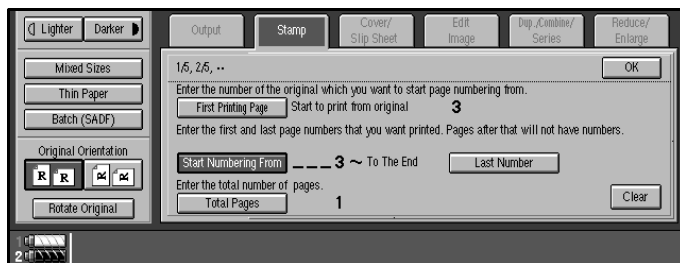 Lighter Darker
Output
Stamp
Cover/
Slip Sheet
Edit
Image
Dup./Combine/
Series
Reduce/
Enlarge
Mixed Sizes
Thin Paper
Batch (SADF)
Original Orientation
R R R R
Rotate Original
1/5, 2/5, ··
OK
Enter the number of the original which you want to start page numbering from.
First Printing Page Start to print from original 3
Enter the first and last page numbers that you want printed. Pages after that will not have numbers.
Start Numbering From _ _ _ 3 ~ To The End Last Number
Enter the total number of pages.
Total Pages 1
Clear
1
2